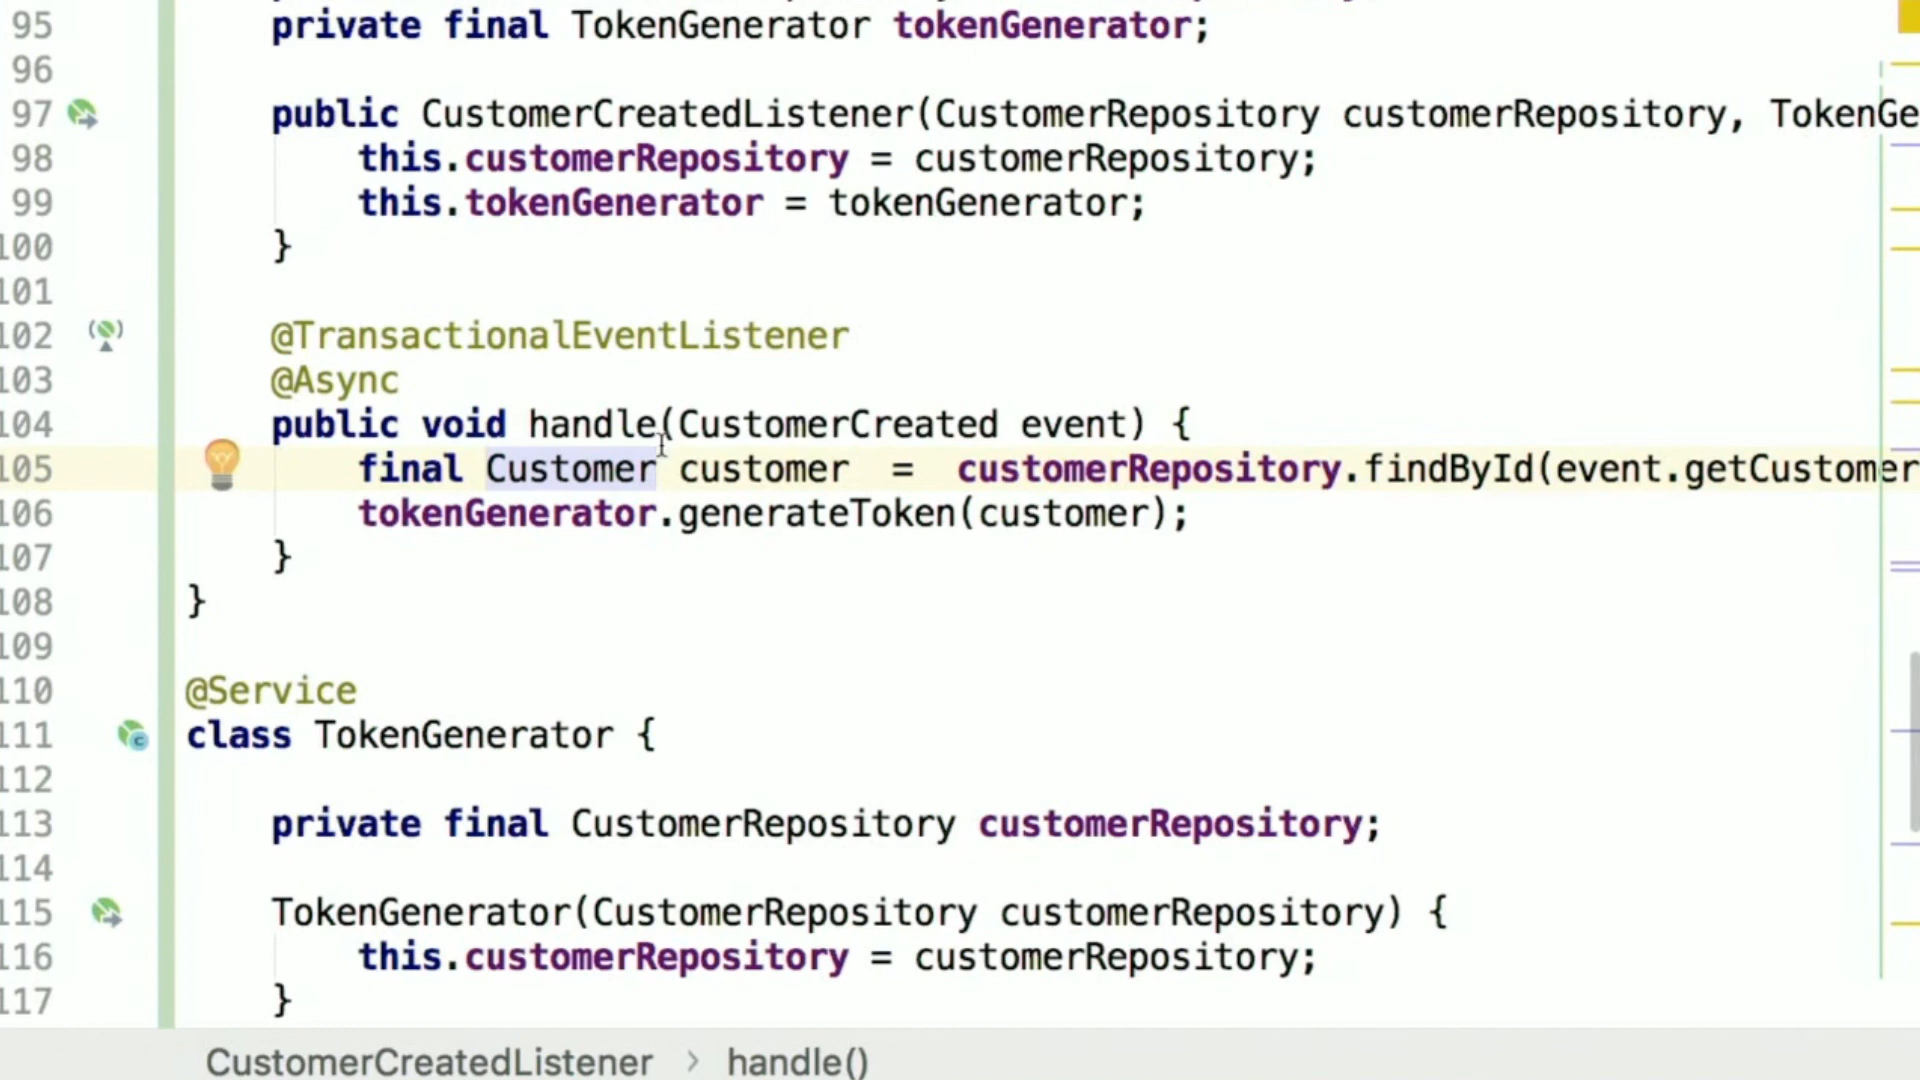 95 private final TokenGenerator tokenGenerator;
96
97 public CustomerCreatedListener(CustomerRepository customerRepository, TokenGe
98 this.customerRepository = customerRepository;
99 this.tokenGenerator = tokenGenerator;
100 }
101
102 @TransactionalEventListener
103 @Async
104 public void handle(CustomerCreated event) {
105 final Customer customer = customerRepository.findById(event.getCustomer
106 tokenGenerator.generateToken(customer);
107 }
108 }
109
110 @Service
111 class TokenGenerator {
112
113 private final CustomerRepository customerRepository;
114
115 TokenGenerator(CustomerRepository customerRepository) {
116 this.customerRepository = customerRepository;
117 }
CustomerCreatedListener > handle()